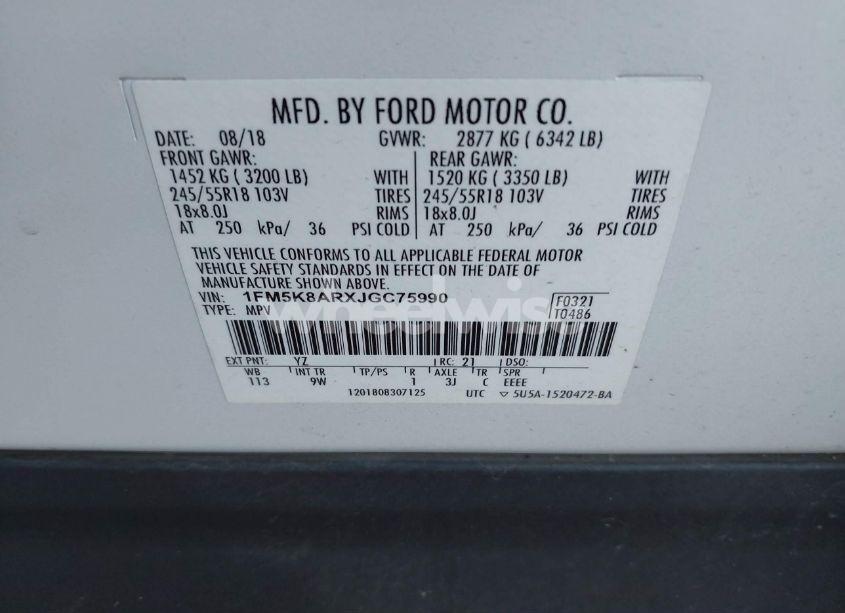 MFD. BY FORD MOTOR CO.
DATE: 08/18 GVWR: 2877 KG ( 6342 LB)
FRONT GAWR: REAR GAWR:
1452 KG ( 3200 LB) WITH 1520 KG ( 3350 LB) WITH
245/55R18 103V TIRES 245/55R18 103V TIRES
18x8.0J RIMS 18x8.0J RIMS
AT 250 kPa/ 36 PSI COLD AT 250 kPa/ 36 PSI COLD
THIS VEHICLE CONFORMS TO ALL APPLICABLE FEDERAL MOTOR
VEHICLE SAFETY STANDARDS IN EFFECT ON THE DATE OF
MANUFACTURE SHOWN ABOVE.
VIN: 1FM5K8ARXJGC75990 F0321
TYPE: MPV T0486
wheelwise
EXT PNT: YZ RC: 21 DSO:
WB INT TR TP/PS R AXLE TR SPR
113 9W 1 3J C EEEE
1201808307125 UTC ▽ 5U5A-1520472-BA